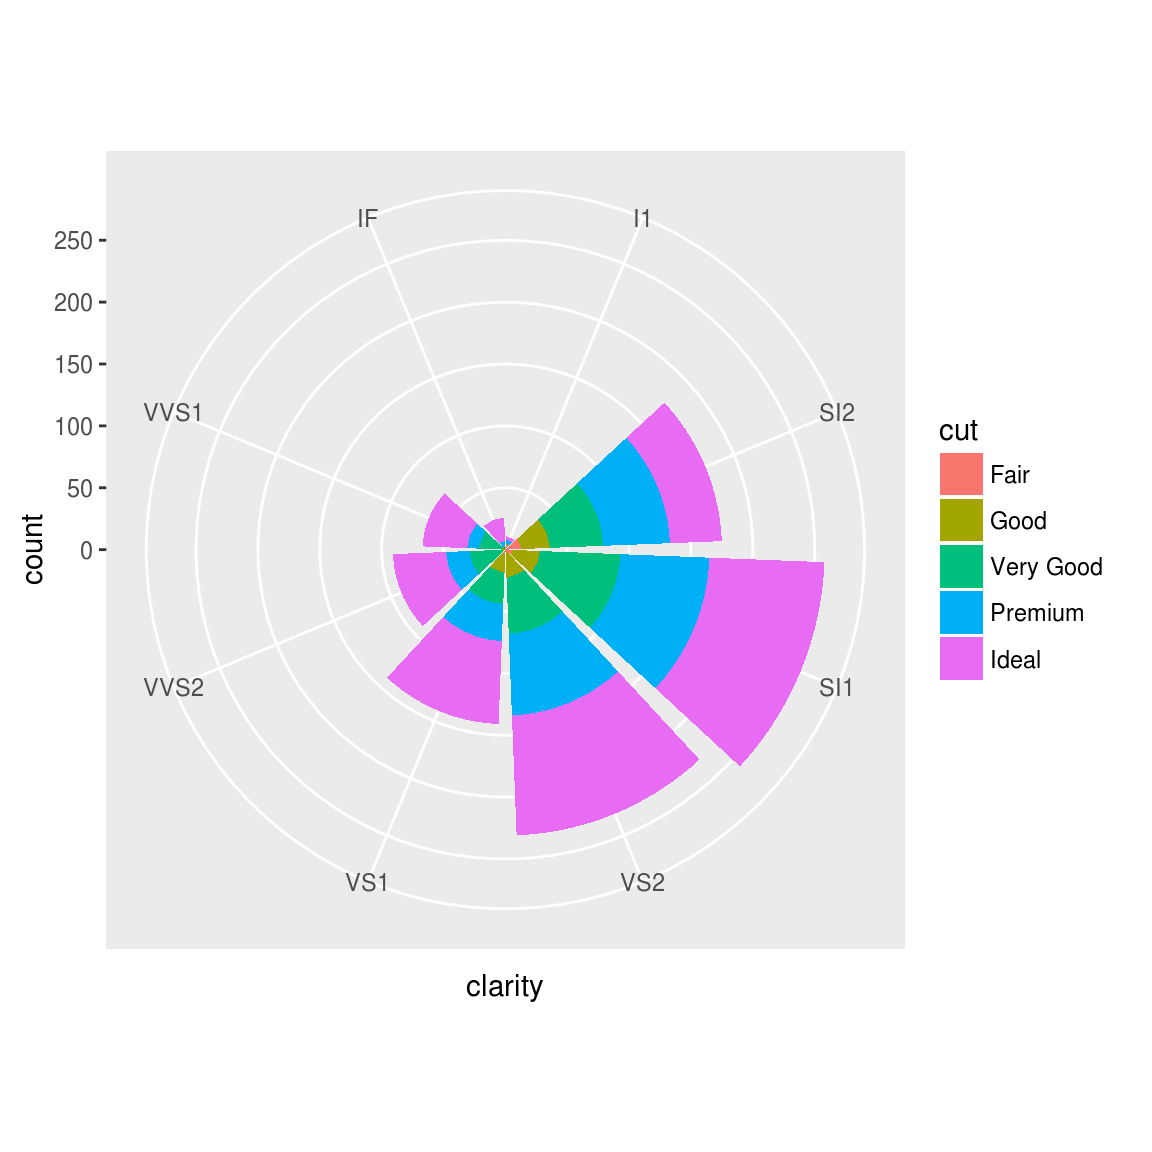 IF
I1
250
200
150
100
50
0
count
VVS1
SI2
VVS2
SI1
VS1
VS2
clarity
cut
Fair
Good
Very Good
Premium
Ideal